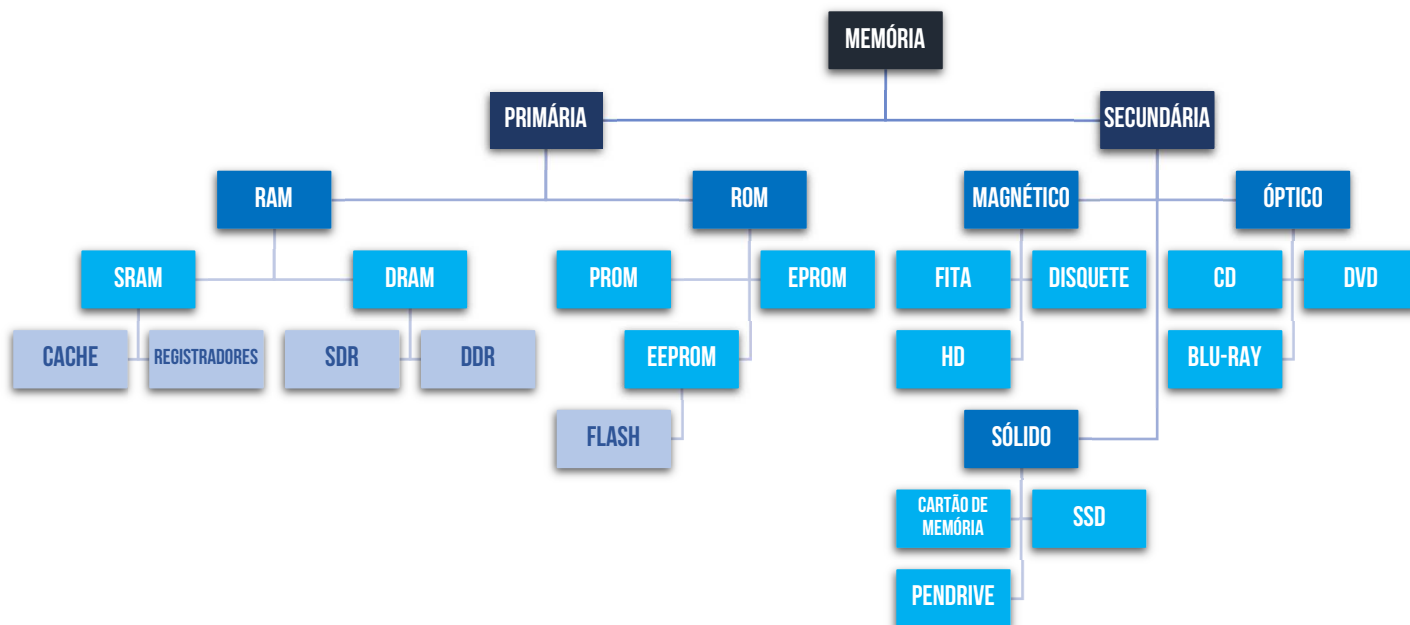 MEMÓRIA
PRIMÁRIA
SECUNDÁRIA
RAM
ROM
MAGNÉTICO
ÓPTICO
SRAM
DRAM
PROM
EPROM
FITA
DISQUETE
CD
DVD
CACHE
REGISTRADORES
SDR
DDR
EEPROM
HD
BLU-RAY
FLASH
SÓLIDO
CARTÃO DE
MEMÓRIA
SSD
PENDRIVE